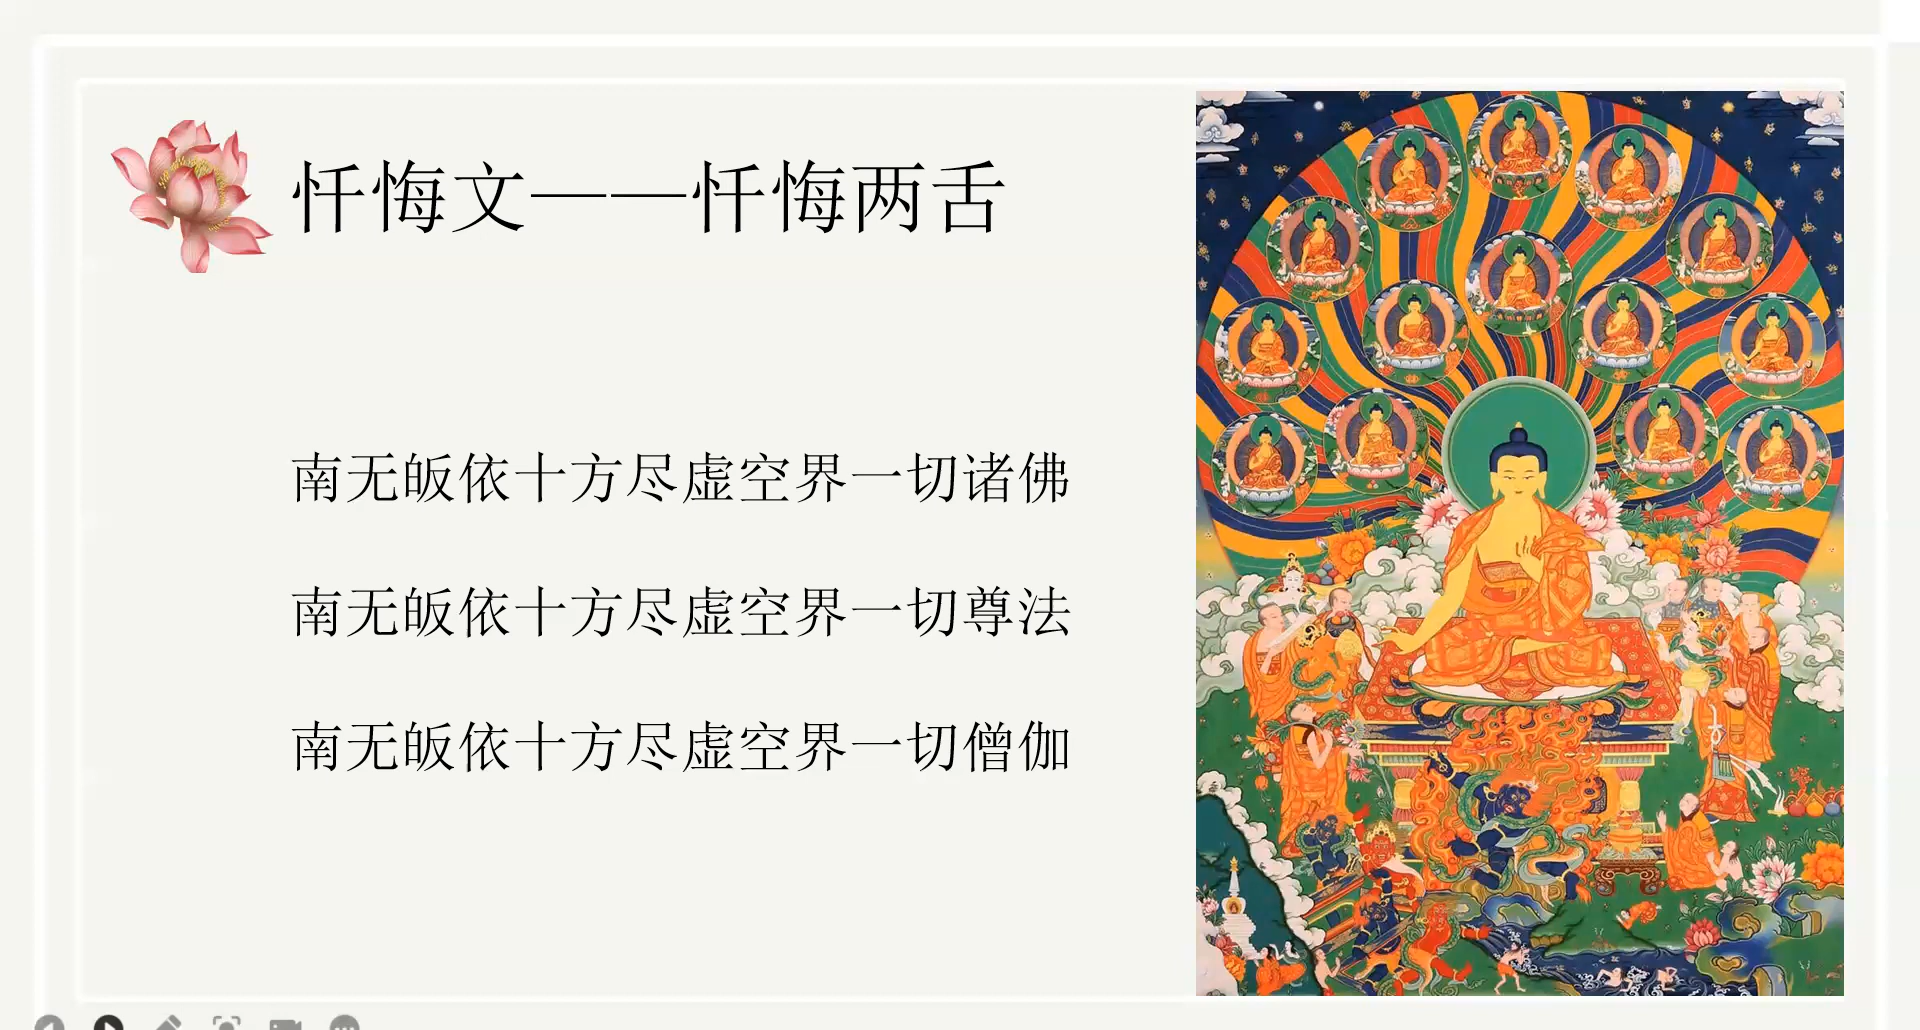 忏悔文——忏悔两舌
南无皈依十方尽虚空界一切诸佛
南无皈依十方尽虚空界一切尊法
南无皈依十方尽虚空界一切僧伽